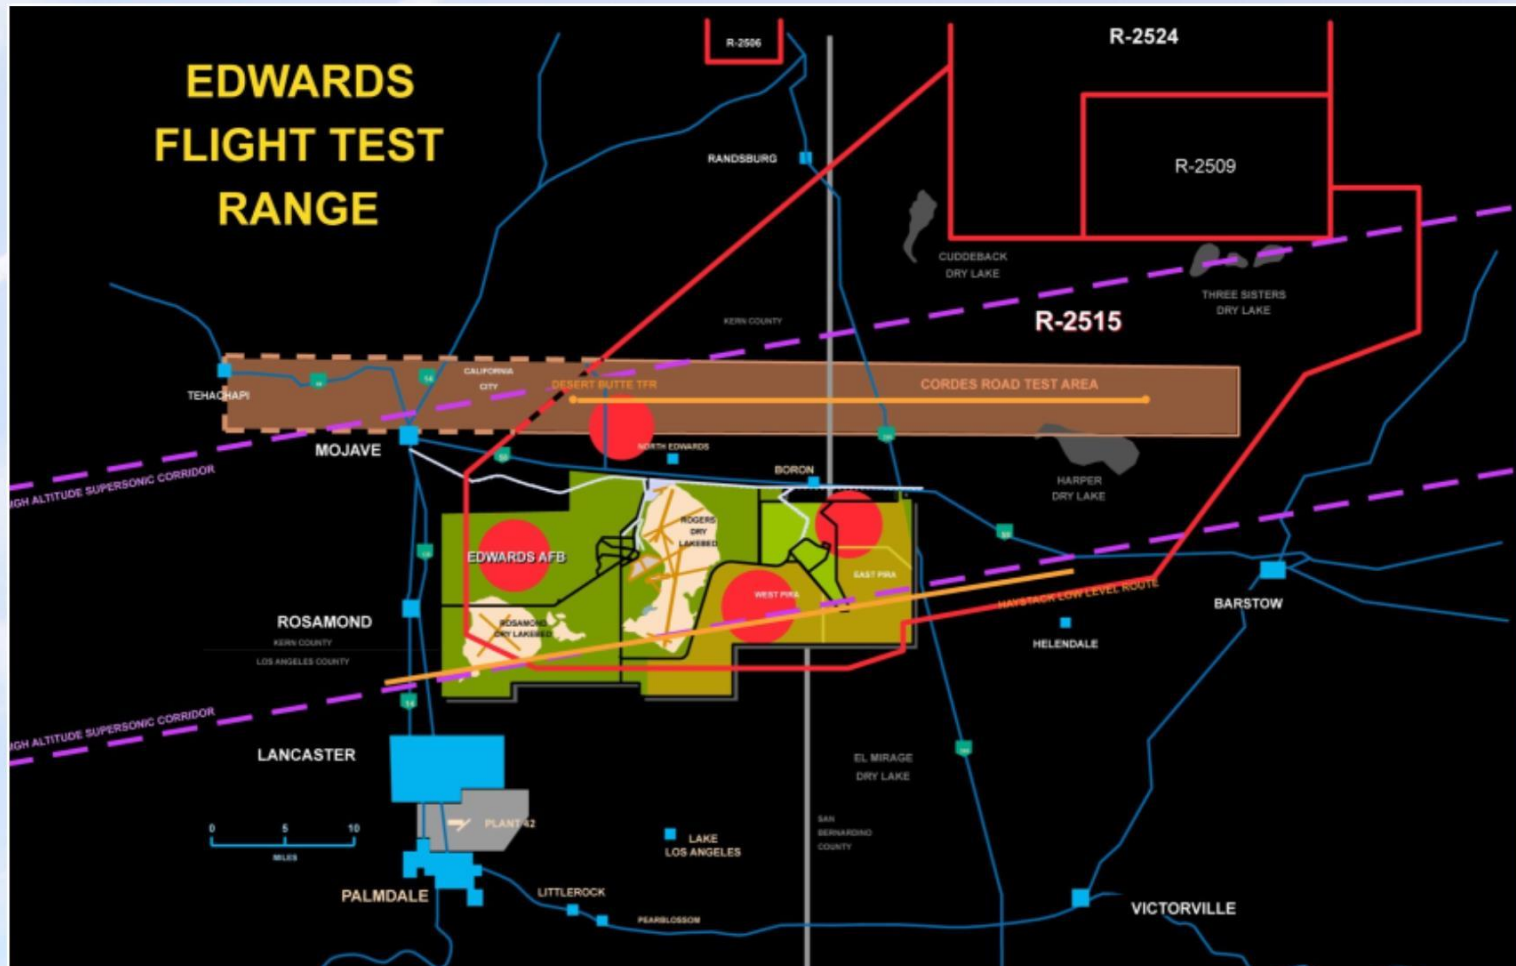 EDWARDS
FLIGHT TEST
RANGE
R-2506
R-2524
R-2509
RANDSBURG
CUDDEBACK
DRY LAKE
THREE SISTERS
DRY LAKE
KERN COUNTY
R-2515
CALIFORNIA
CITY
DESERT BUTTE TFR
CORDES ROAD TEST AREA
TEHACHAPI
14
MOJAVE
NORTH EDWARDS
BORON
HARPER
DRY LAKE
IGH ALTITUDE SUPERSONIC CORRIDOR
ROGERS
DRY
LAKEBED
EDWARDS AFB
EAST PIRA
WEST PIRA
HAYSTACK LOW LEVEL ROUTE
BARSTOW
ROSAMOND
ROSAMOND
DRY LAKEBED
KERN COUNTY
LOS ANGELES COUNTY
HELENDALE
14
IGH ALTITUDE SUPERSONIC CORRIDOR
LANCASTER
EL MIRAGE
DRY LAKE
PLANT 42
0 5 10
MILES
LAKE
LOS ANGELES
SAN
BERNARDINO
COUNTY
PALMDALE
LITTLEROCK
PEARBLOSSOM
VICTORVILLE